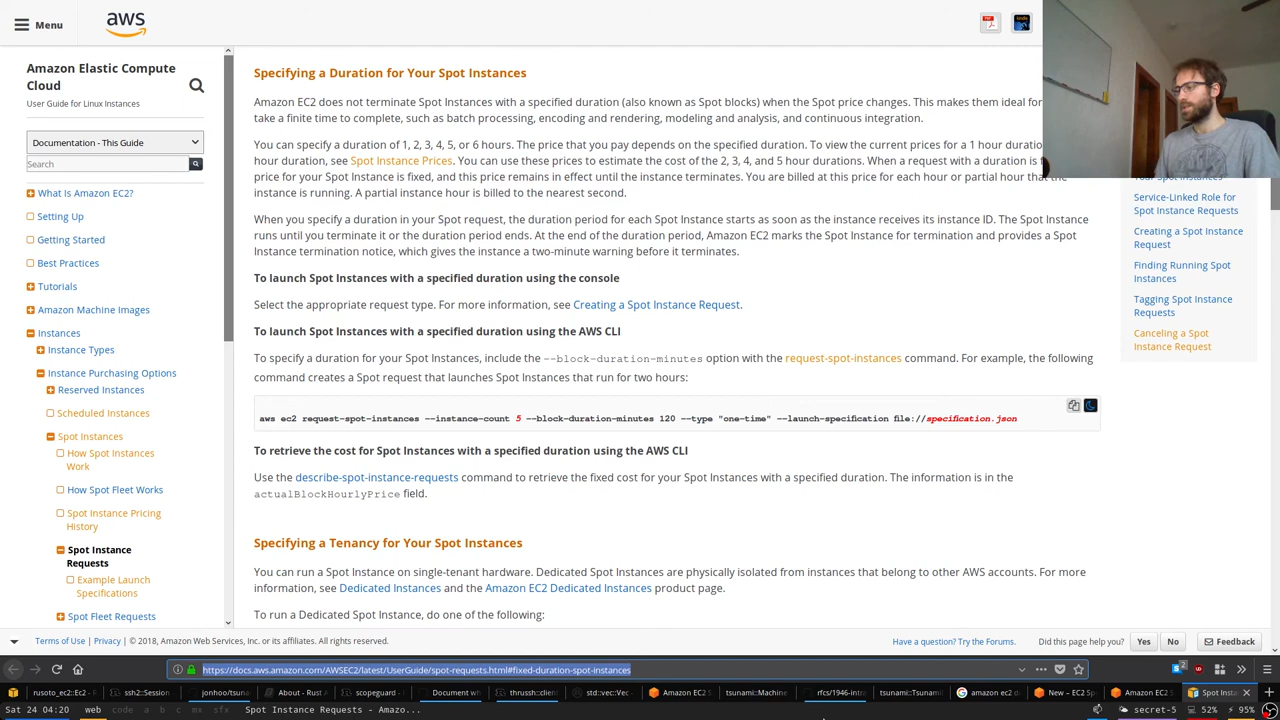 Menu
aws
Amazon Elastic Compute
Cloud
User Guide for Linux Instances
Documentation - This Guide
Search
What Is Amazon EC2?
Setting Up
Getting Started
Best Practices
Tutorials
Amazon Machine Images
Instances
Instance Types
Instance Purchasing Options
Reserved Instances
Scheduled Instances
Spot Instances
How Spot Instances
Work
How Spot Fleet Works
Spot Instance Pricing
History
Spot Instance
Requests
Example Launch
Specifications
Spot Fleet Requests
Specifying a Duration for Your Spot Instances
Amazon EC2 does not terminate Spot Instances with a specified duration (also known as Spot blocks) when the Spot price changes. This makes them ideal for
take a finite time to complete, such as batch processing, encoding and rendering, modeling and analysis, and continuous integration.
You can specify a duration of 1, 2, 3, 4, 5, or 6 hours. The price that you pay depends on the specified duration. To view the current prices for a 1 hour duration
hour duration, see Spot Instance Prices. You can use these prices to estimate the cost of the 2, 3, 4, and 5 hour durations. When a request with a duration is
price for your Spot Instance is fixed, and this price remains in effect until the instance terminates. You are billed at this price for each hour or partial hour that the
instance is running. A partial instance hour is billed to the nearest second.
When you specify a duration in your Spot request, the duration period for each Spot Instance starts as soon as the instance receives its instance ID. The Spot Instance
runs until you terminate it or the duration period ends. At the end of the duration period, Amazon EC2 marks the Spot Instance for termination and provides a Spot
Instance termination notice, which gives the instance a two-minute warning before it terminates.
To launch Spot Instances with a specified duration using the console
Select the appropriate request type. For more information, see Creating a Spot Instance Request.
To launch Spot Instances with a specified duration using the AWS CLI
To specify a duration for your Spot Instances, include the --block-duration-minutes option with the request-spot-instances command. For example, the following
command creates a Spot request that launches Spot Instances that run for two hours:
aws ec2 request-spot-instances --instance-count 5 --block-duration-minutes 120 --type "one-time" --launch-specification file://specification.json
To retrieve the cost for Spot Instances with a specified duration using the AWS CLI
Use the describe-spot-instance-requests command to retrieve the fixed cost for your Spot Instances with a specified duration. The information is in the
actualBlockHourlyPrice field.
Specifying a Tenancy for Your Spot Instances
You can run a Spot Instance on single-tenant hardware. Dedicated Spot Instances are physically isolated from instances that belong to other AWS accounts. For more
information, see Dedicated Instances and the Amazon EC2 Dedicated Instances product page.
To run a Dedicated Spot Instance, do one of the following:
Your Spot Instances
Service-Linked Role for
Spot Instance Requests
Creating a Spot Instance
Request
Finding Running Spot
Instances
Tagging Spot Instance
Requests
Canceling a Spot
Instance Request
Terms of Use | Privacy | © 2018, Amazon Web Services, Inc. or its affiliates. All rights reserved.
Have a question? Try the Forums. Did this page help you? Yes No Feedback
https://docs.aws.amazon.com/AWSEC2/latest/UserGuide/spot-requests.html#fixed-duration-spot-instances
rusoto_ec2::Ec2 - R ssh2::Session jonhoo/tsuna About - Rust A scopeguard - Document wh thrussh::client std::vec::Vec - Amazon EC2 S tsunami::Machine rfcs/1946-intra tsunami::Tsunami amazon ec2 d New – EC2 Sp Amazon EC2 S Spot Instan
Sat 24 04:20 web code a b c mx sfx Spot Instance Requests - Amazo... secret-5 52% 95%